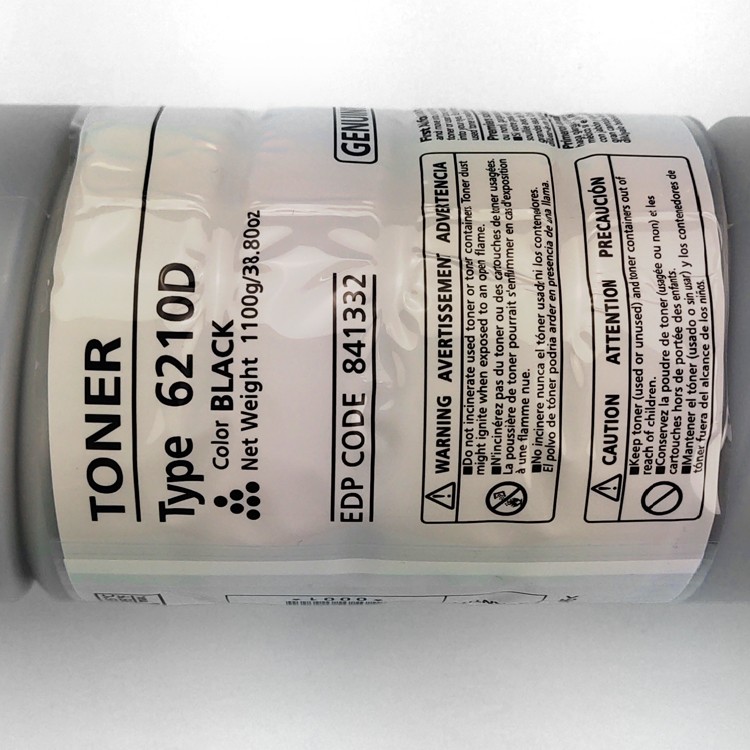 TONER
Type 6210D
Color BLACK
Net Weight 1100g/38.80oz
EDP CODE 841332
WARNING AVERTISSEMENT ADVERTENCIA
■Do not incinerate used toner or toner containers. Toner dust
might ignite when exposed to an open flame.
■N'incinérez pas du toner ou des cartouches de toner usagées.
La poussière de toner pourrait s'enflammer en cas d'exposition
à une flamme nue.
■No incinere nunca el tóner usado ni los contenedores.
El polvo de tóner podria arder en presencia de una llama.
CAUTION ATTENTION PRECAUCIÓN
■Keep toner (used or unused) and toner containers out of
reach of children.
■Conservez la poudre de toner (usagée ou non) et les
cartouches hors de portée des enfants.
■Mantener el tóner (usado o sin usar) y los contenedores de
tóner fuera del alcance de los niños.